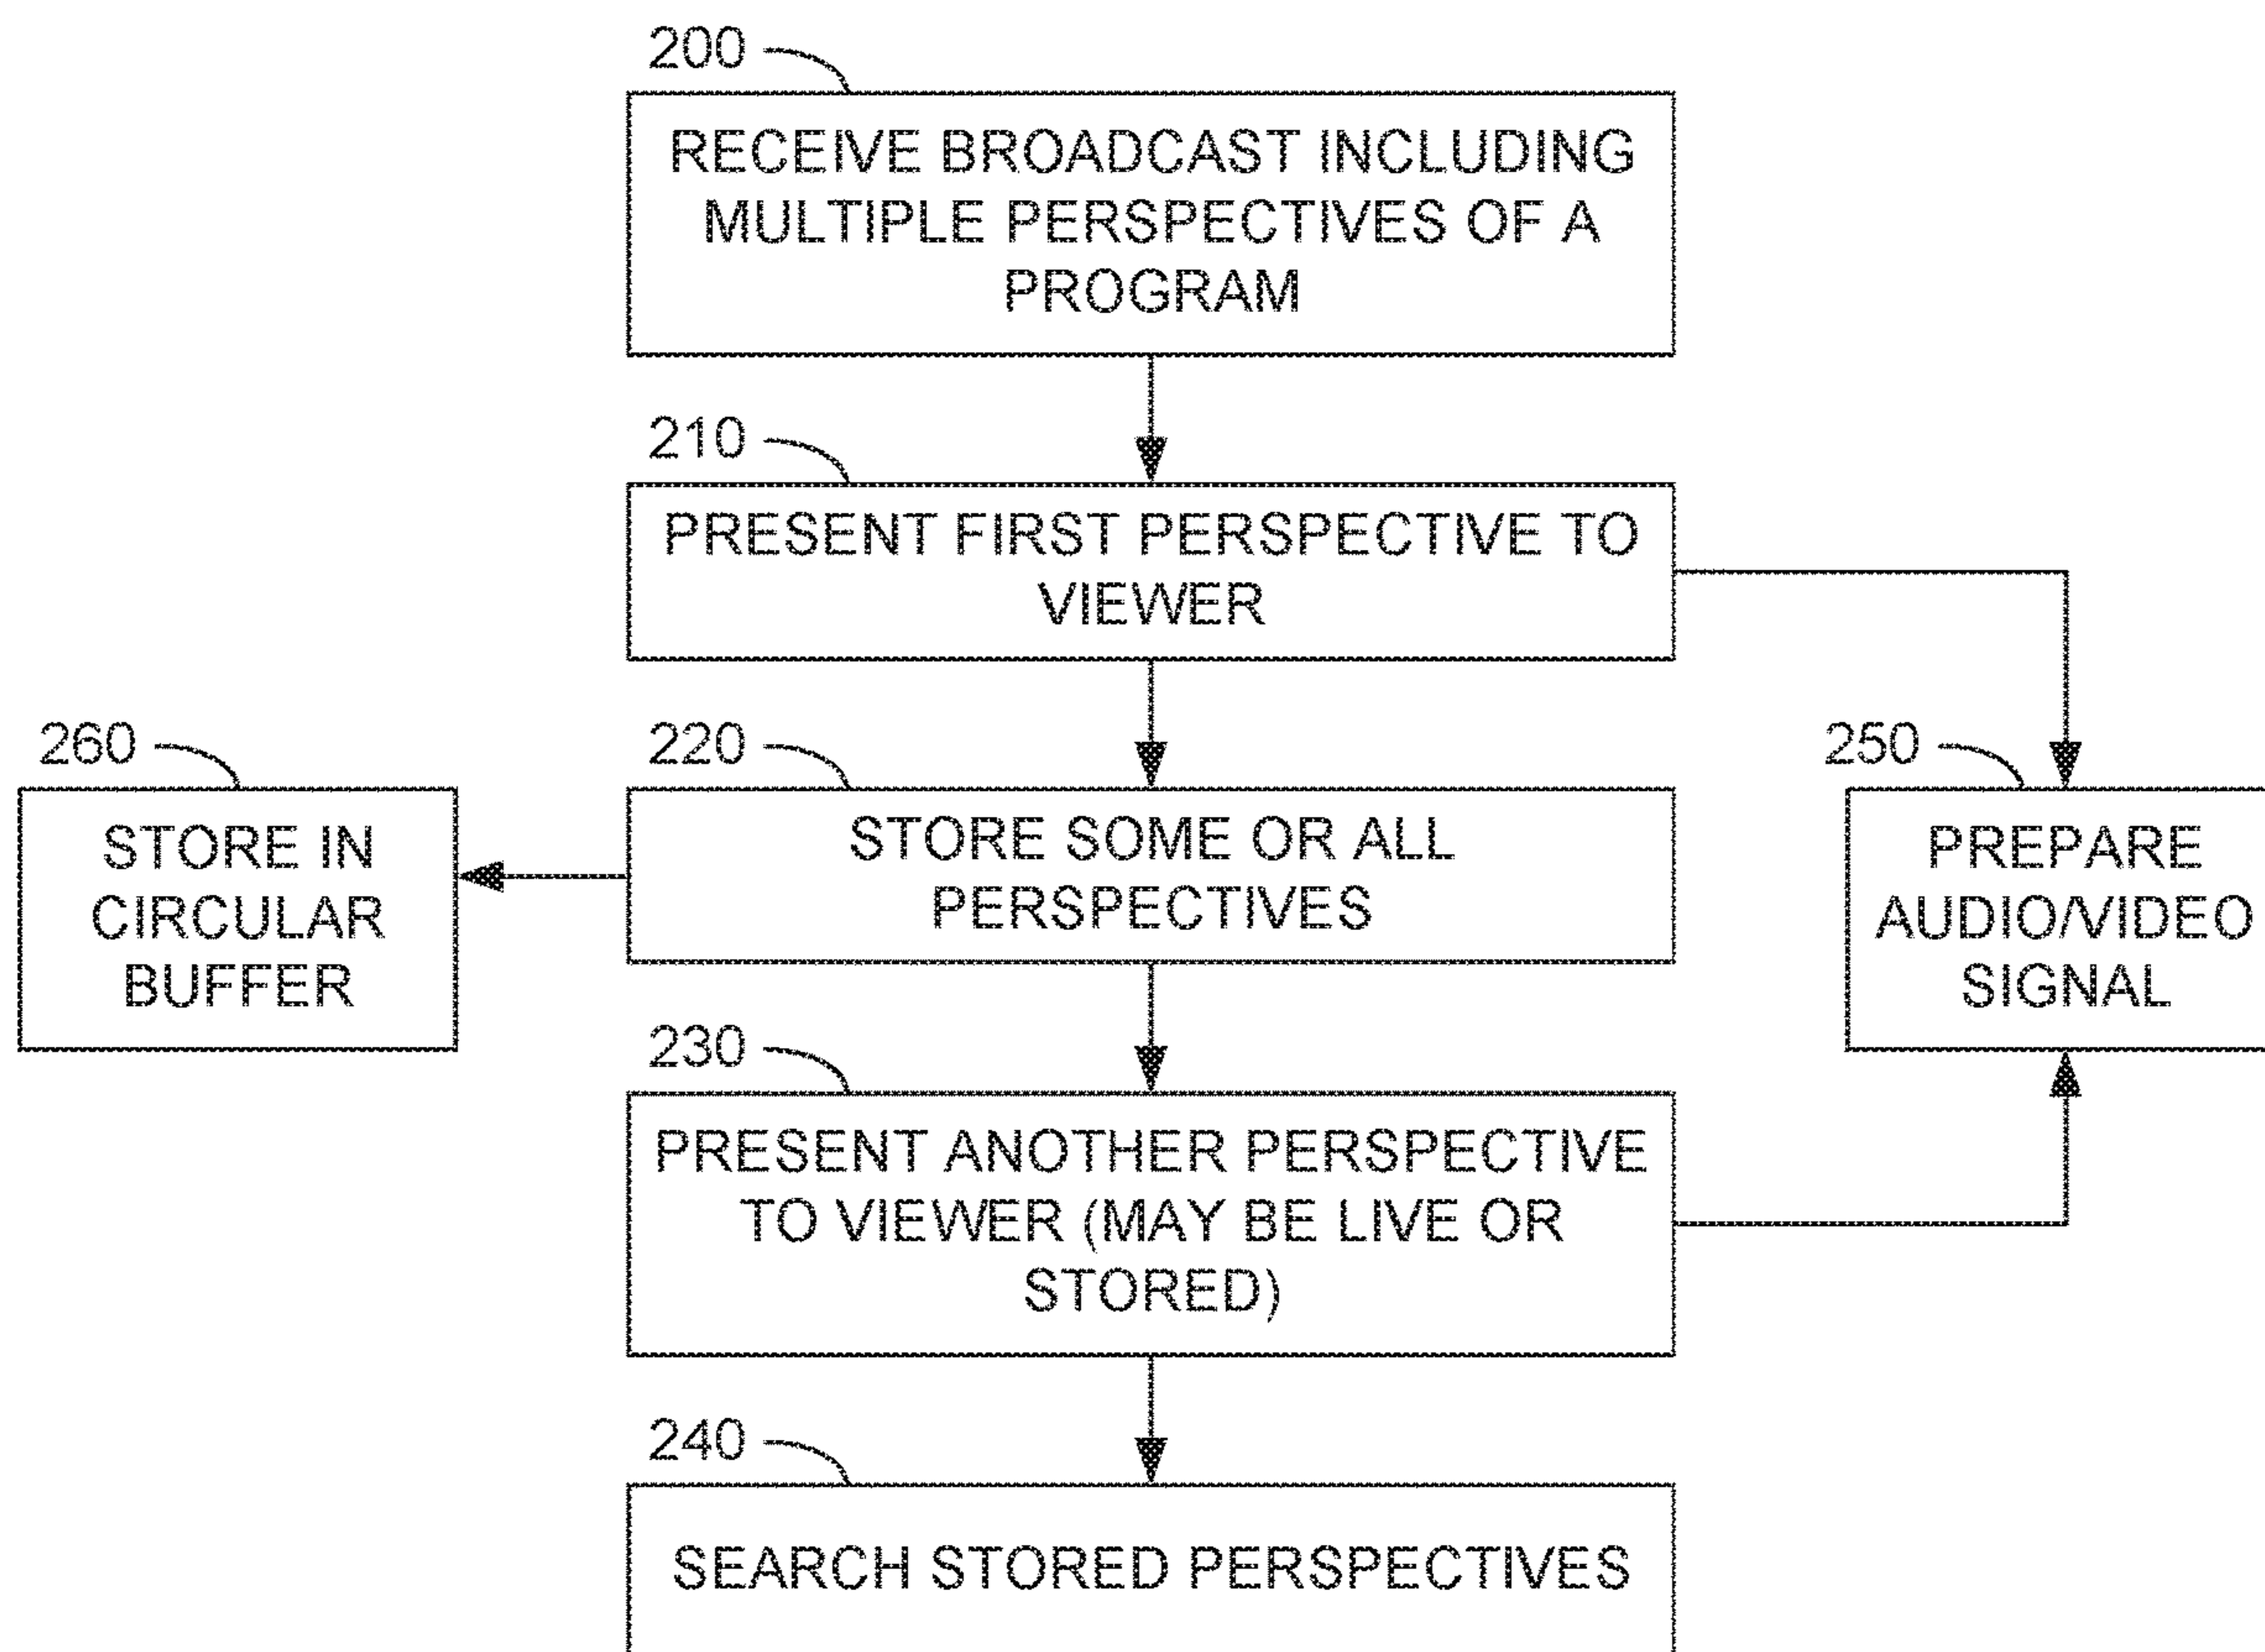 200
RECEIVE BROADCAST INCLUDING
MULTIPLE PERSPECTIVES OF A
PROGRAM
210
PRESENT FIRST PERSPECTIVE TO
VIEWER
260
STORE IN
CIRCULAR
BUFFER
220
STORE SOME OR ALL
PERSPECTIVES
250
PREPARE
AUDIO/VIDEO
SIGNAL
230
PRESENT ANOTHER PERSPECTIVE
TO VIEWER (MAY BE LIVE OR
STORED)
240
SEARCH STORED PERSPECTIVES